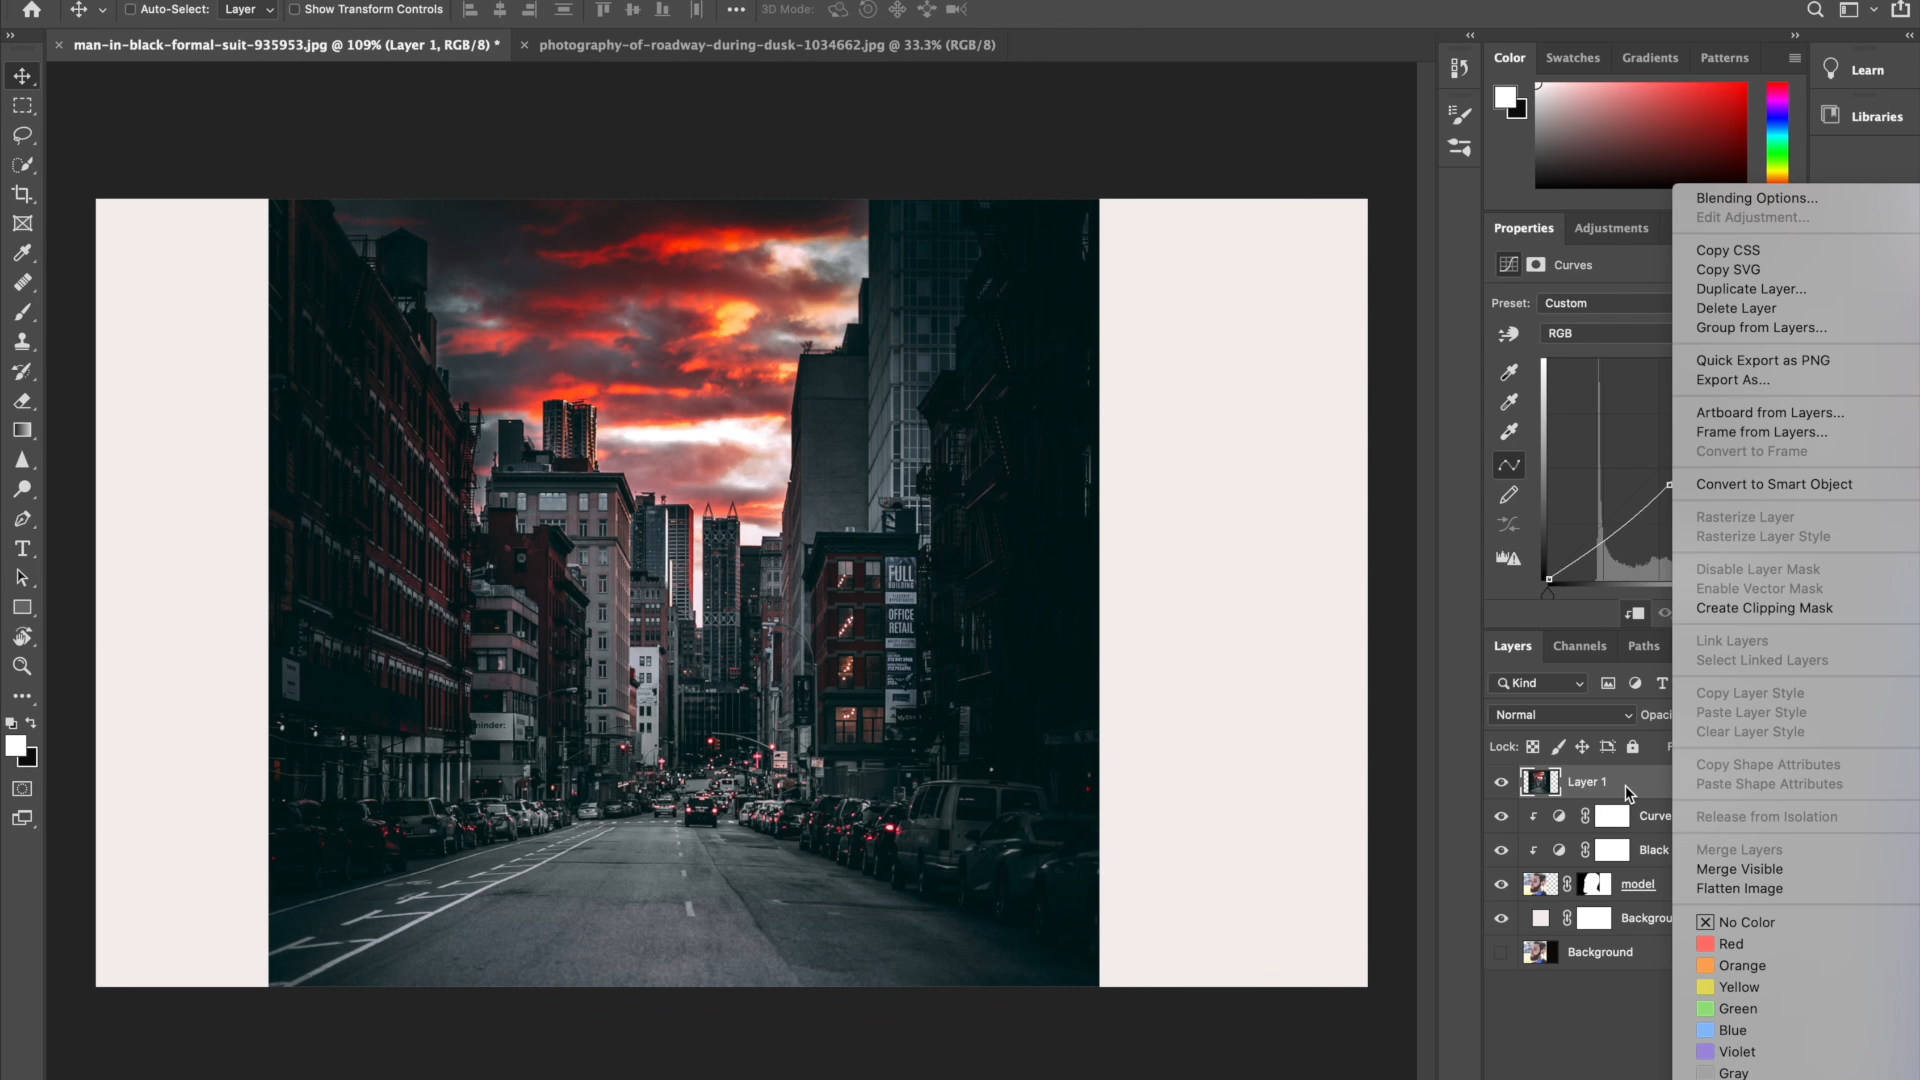 Auto-Select: Layer Show Transform Controls 3D Mode:
man-in-black-formal-suit-935953.jpg @ 109% (Layer 1, RGB/8) *
photography-of-roadway-during-dusk-1034662.jpg @ 33.3% (RGB/8)
Color Swatches Gradients Patterns
Learn
Libraries
Properties Adjustments
Curves
Preset: Custom
RGB
Layers Channels Paths
Kind
Normal Opaci
Lock: F
Layer 1
Curve
Black
model
Backgrou
Background
Blending Options...
Edit Adjustment...
Copy CSS
Copy SVG
Duplicate Layer...
Delete Layer
Group from Layers...
Quick Export as PNG
Export As...
Artboard from Layers...
Frame from Layers...
Convert to Frame
Convert to Smart Object
Rasterize Layer
Rasterize Layer Style
Disable Layer Mask
Enable Vector Mask
Create Clipping Mask
Link Layers
Select Linked Layers
Copy Layer Style
Paste Layer Style
Clear Layer Style
Copy Shape Attributes
Paste Shape Attributes
Release from Isolation
Merge Layers
Merge Visible
Flatten Image
No Color
Red
Orange
Yellow
Green
Blue
Violet
Gray
FULL
BUILDING
OFFICE
RETAIL
inder: